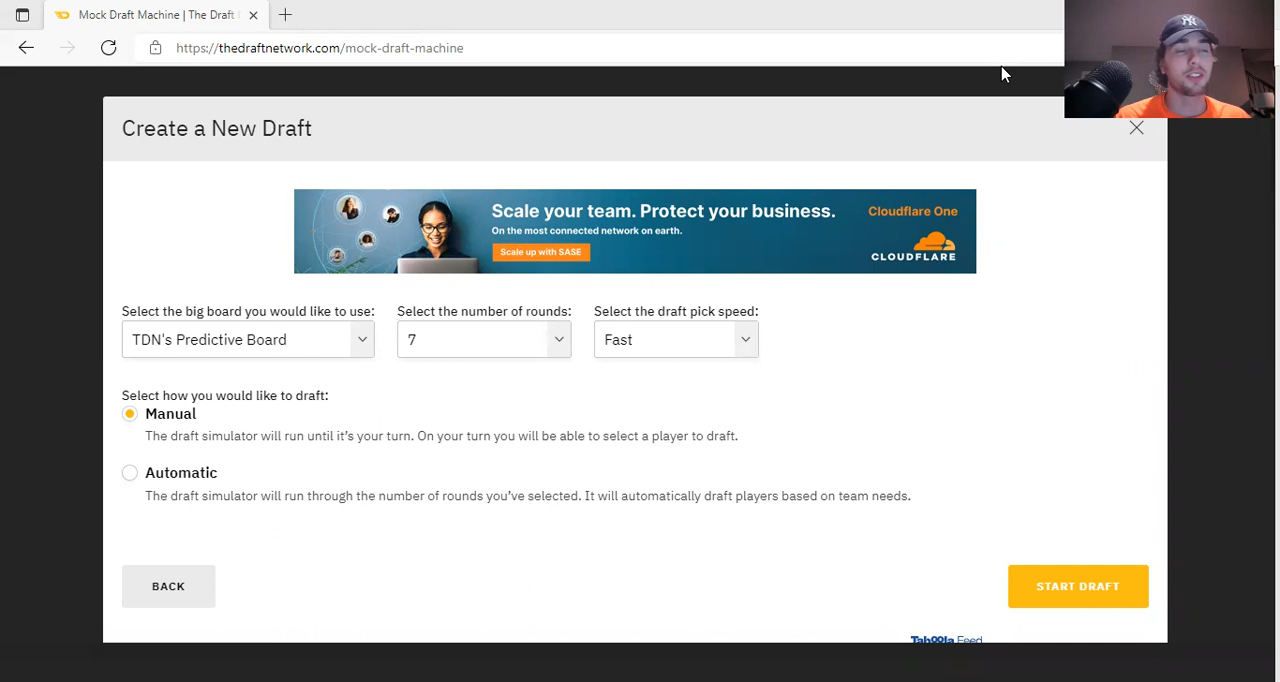 Mock Draft Machine | The Draft
https://thedraftnetwork.com/mock-draft-machine
Create a New Draft
Scale your team. Protect your business.
On the most connected network on earth.
Scale up with SASE
Cloudflare One
CLOUDFLARE
Select the big board you would like to use:
TDN's Predictive Board
Select the number of rounds:
7
Select the draft pick speed:
Fast
Select how you would like to draft:
Manual
The draft simulator will run until it's your turn. On your turn you will be able to select a player to draft.
Automatic
The draft simulator will run through the number of rounds you've selected. It will automatically draft players based on team needs.
BACK
START DRAFT
Taboola Feed